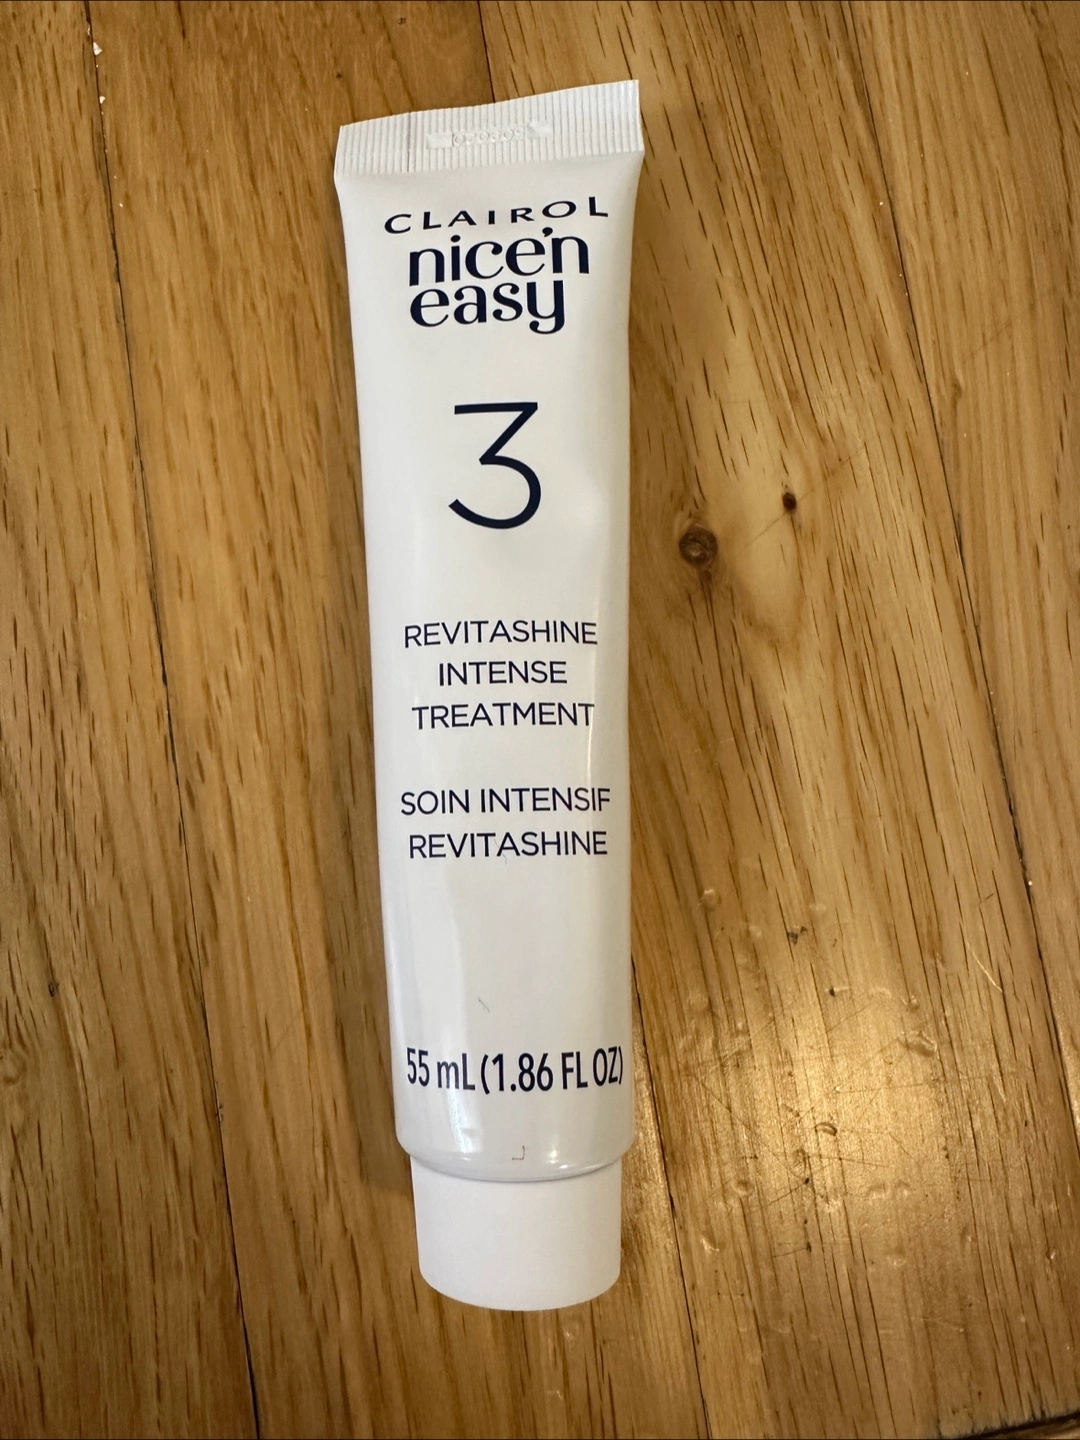 CLAIROL
nice'n
easy
3
REVITASHINE
INTENSE
TREATMENT
SOIN INTENSIF
REVITASHINE
55 mL (1.86 FL OZ)